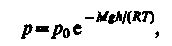 p = p₀ e^{-Mgh/(RT)},